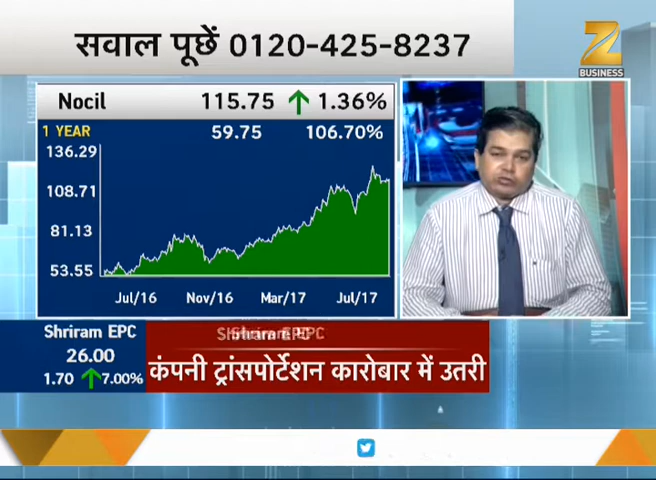 सवाल पूछें 0120-425-8237
Z
BUSINESS
Nocil 115.75 1.36%
1 YEAR 59.75 106.70%
136.29
108.71
81.13
53.55
Jul/16 Nov/16 Mar/17 Jul/17
Shriram EPC
26.00
1.70 7.00%
कंपनी ट्रांसपोर्टेशन कारोबार में उतरी